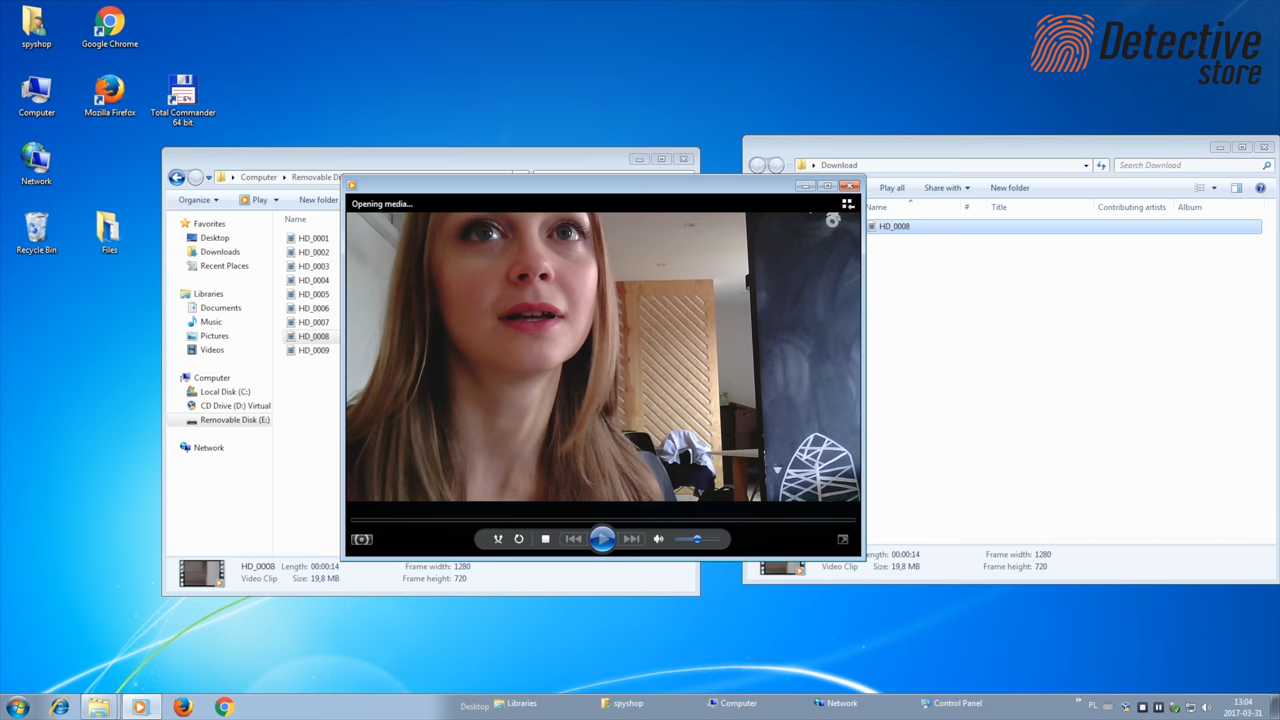 spyshop
Google Chrome
Computer
Mozilla Firefox
Total Commander
64 bit
Network
Recycle Bin
Files
Detective
store
Computer
Organize
Play
New folder
Favorites
Desktop
Downloads
Recent Places
Libraries
Documents
Music
Pictures
Videos
Computer
Local Disk (C:)
CD Drive (D:) Virtual
Removable Disk (E:)
Network
Name
HD_0001
HD_0002
HD_0003
HD_0004
HD_0005
HD_0006
HD_0007
HD_0008
HD_0009
HD_0008 Length: 00:00:14 Frame width: 1280
Video Clip Size: 19,8 MB Frame height: 720
Opening media...
Download
Search Download
Play all
Share with
New folder
Name
#
Title
Contributing artists
Album
HD_0008
Length: 00:00:14 Frame width: 1280
Video Clip Size: 19,8 MB Frame height: 720
Desktop
Libraries
spyshop
Computer
Network
Control Panel
PL
13:04
2017-03-31